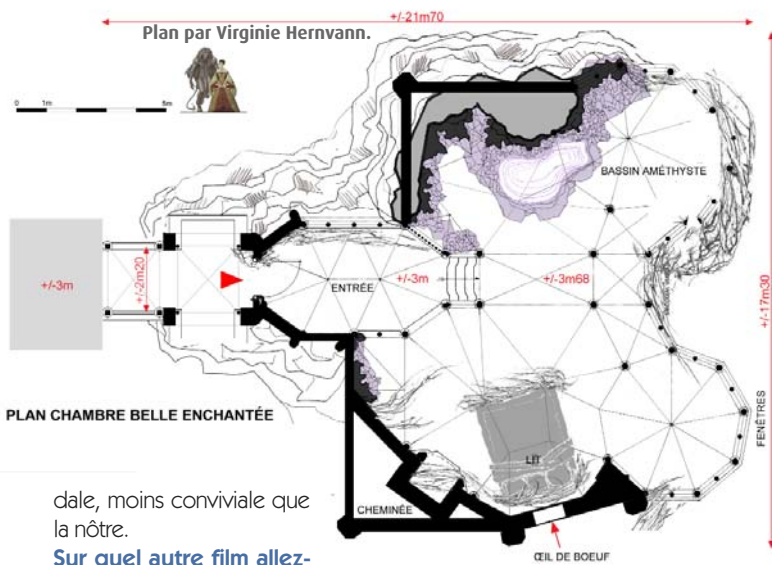 +/-21m70
Plan par Virginie Hernvann.
0 1m 5m
BASSIN AMÉTHYSTE
+/-3m
+/-2m20
ENTRÉE
+/-3m
+/-3m68
+/-17m30
PLAN CHAMBRE BELLE ENCHANTÉE
FENÊTRES
LIT
CHEMINÉE
ŒIL DE BOEUF
dale, moins conviviale que
la nôtre.
Sur quel autre film allez-